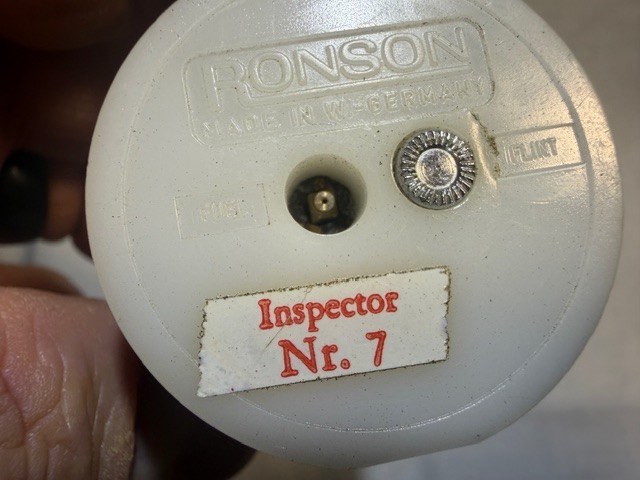 RONSON
MADE IN W-GERMANY
FLINT
FUEL
Inspector
Nr. 7